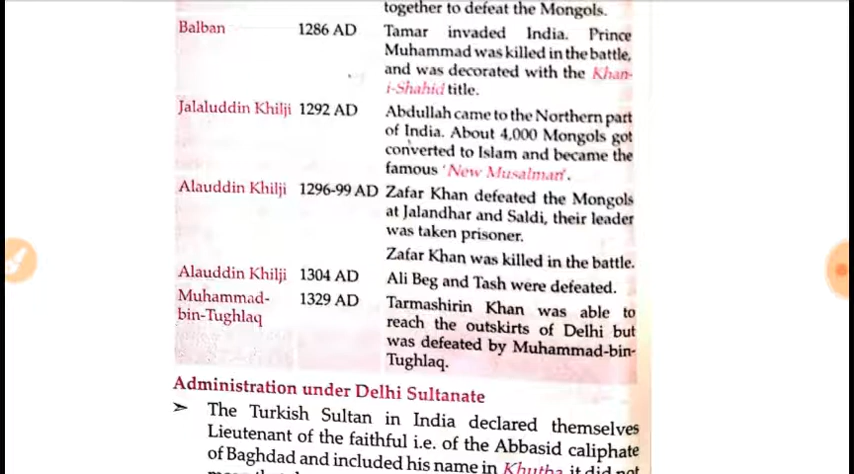 together to defeat the Mongols.
Balban 1286 AD Tamar invaded India. Prince
Muhammad was killed in the battle,
and was decorated with the Khan-
i-Shahid title.
Jalaluddin Khilji 1292 AD Abdullah came to the Northern part
of India. About 4,000 Mongols got
converted to Islam and became the
famous 'New Musalman'.
Alauddin Khilji 1296-99 AD Zafar Khan defeated the Mongols
at Jalandhar and Saldi, their leader
was taken prisoner.
Zafar Khan was killed in the battle.
Alauddin Khilji 1304 AD Ali Beg and Tash were defeated.
Muhammad- 1329 AD Tarmashirin Khan was able to
bin-Tughlaq reach the outskirts of Delhi but
was defeated by Muhammad-bin-
Tughlaq.
Administration under Delhi Sultanate
➢ The Turkish Sultan in India declared themselves
Lieutenant of the faithful i.e. of the Abbasid caliphate
of Baghdad and included his name in Khutba it did not